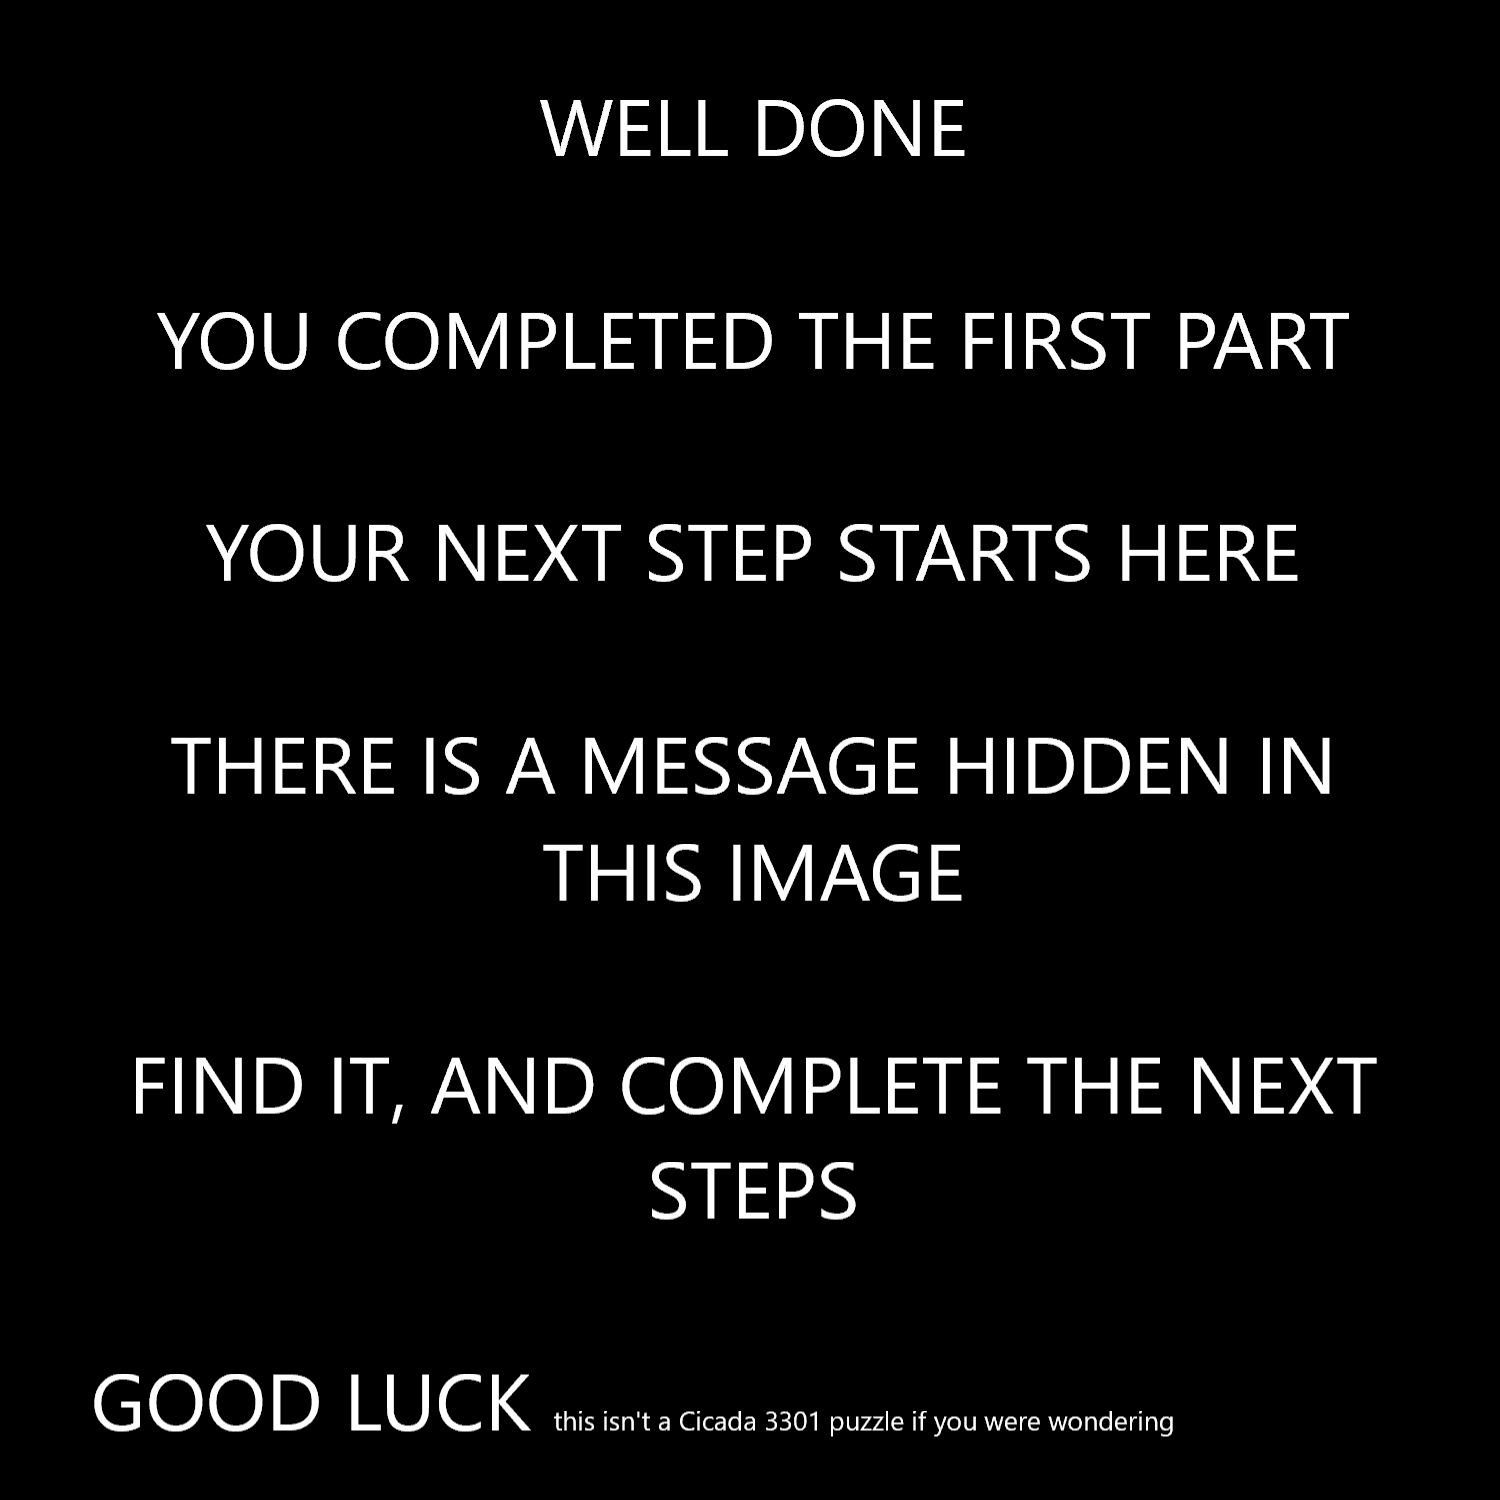 WELL DONE
YOU COMPLETED THE FIRST PART
YOUR NEXT STEP STARTS HERE
THERE IS A MESSAGE HIDDEN IN
THIS IMAGE
FIND IT, AND COMPLETE THE NEXT
STEPS
GOOD LUCK this isn't a Cicada 3301 puzzle if you were wondering